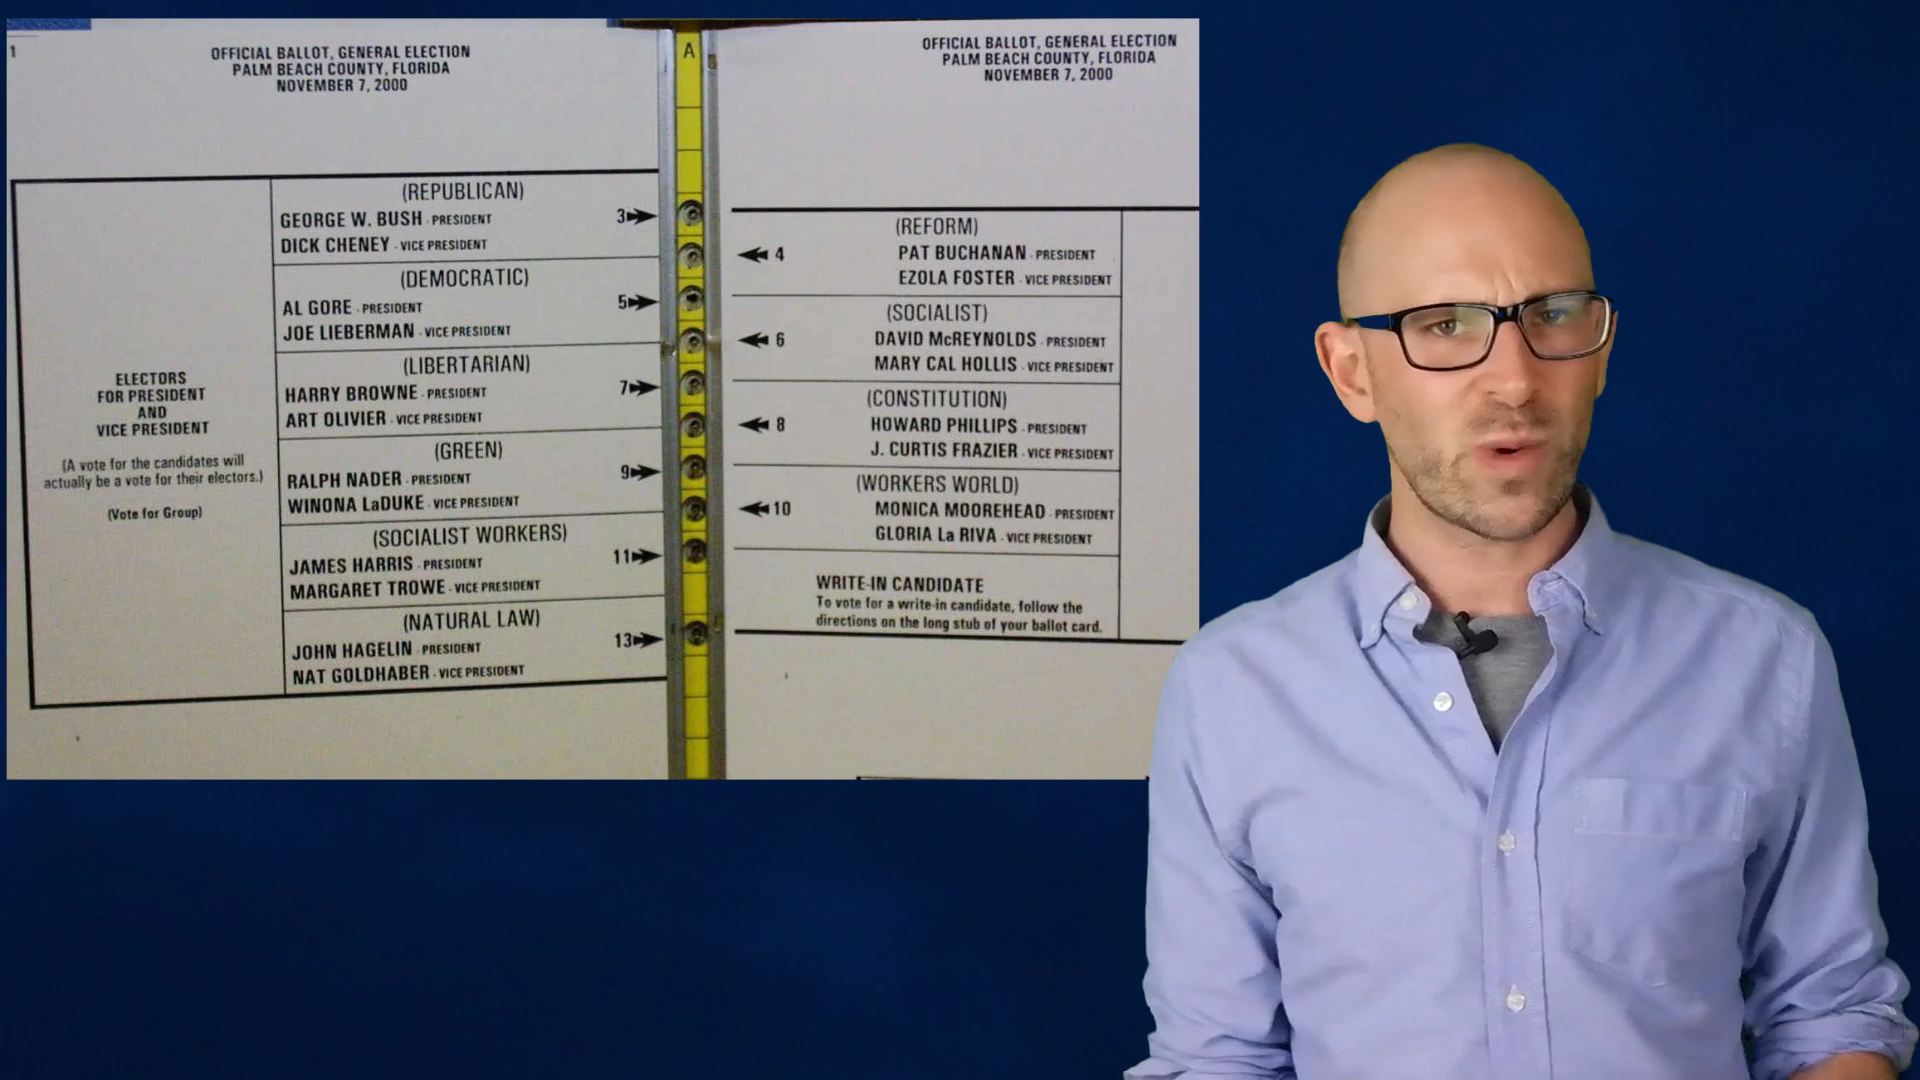 1
OFFICIAL BALLOT, GENERAL ELECTION
PALM BEACH COUNTY, FLORIDA
NOVEMBER 7, 2000
ELECTORS
FOR PRESIDENT
AND
VICE PRESIDENT
(A vote for the candidates will
actually be a vote for their electors.)
(Vote for Group)
(REPUBLICAN)
GEORGE W. BUSH - PRESIDENT 3
DICK CHENEY - VICE PRESIDENT
(DEMOCRATIC)
AL GORE - PRESIDENT 5
JOE LIEBERMAN - VICE PRESIDENT
(LIBERTARIAN)
HARRY BROWNE - PRESIDENT 7
ART OLIVIER - VICE PRESIDENT
(GREEN)
RALPH NADER - PRESIDENT 9
WINONA LaDUKE - VICE PRESIDENT
(SOCIALIST WORKERS)
JAMES HARRIS - PRESIDENT 11
MARGARET TROWE - VICE PRESIDENT
(NATURAL LAW)
JOHN HAGELIN - PRESIDENT 13
NAT GOLDHABER - VICE PRESIDENT
A
OFFICIAL BALLOT, GENERAL ELECTION
PALM BEACH COUNTY, FLORIDA
NOVEMBER 7, 2000
(REFORM)
4 PAT BUCHANAN - PRESIDENT
EZOLA FOSTER - VICE PRESIDENT
(SOCIALIST)
6 DAVID McREYNOLDS - PRESIDENT
MARY CAL HOLLIS - VICE PRESIDENT
(CONSTITUTION)
8 HOWARD PHILLIPS - PRESIDENT
J. CURTIS FRAZIER - VICE PRESIDENT
(WORKERS WORLD)
10 MONICA MOOREHEAD - PRESIDENT
GLORIA La RIVA - VICE PRESIDENT
WRITE-IN CANDIDATE
To vote for a write-in candidate, follow the
directions on the long stub of your ballot card.